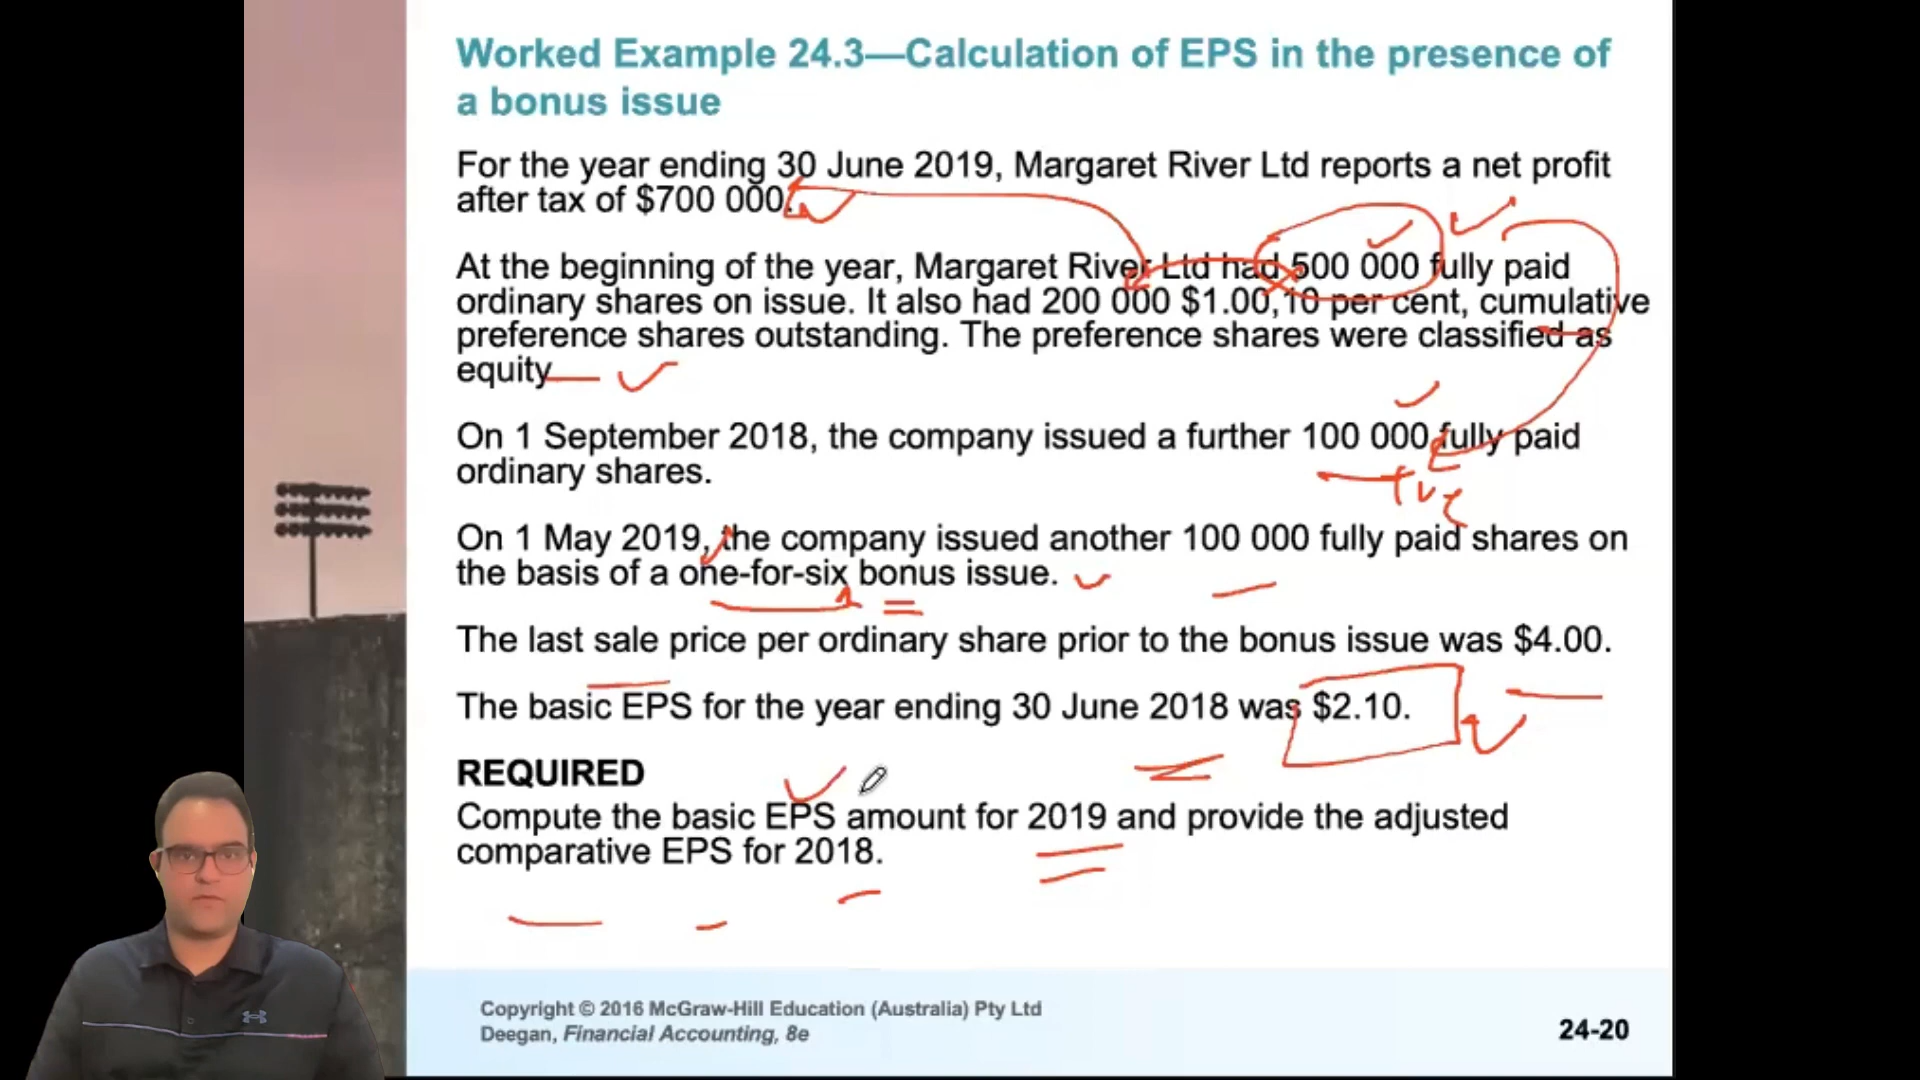 Worked Example 24.3—Calculation of EPS in the presence of
a bonus issue
For the year ending 30 June 2019, Margaret River Ltd reports a net profit
after tax of $700 000.
At the beginning of the year, Margaret River Ltd had 500 000 fully paid
ordinary shares on issue. It also had 200 000 $1.00,10 per cent, cumulative
preference shares outstanding. The preference shares were classified as
equity
On 1 September 2018, the company issued a further 100 000 fully paid
ordinary shares.
+ve
On 1 May 2019, the company issued another 100 000 fully paid shares on
the basis of a one-for-six bonus issue.
The last sale price per ordinary share prior to the bonus issue was $4.00.
The basic EPS for the year ending 30 June 2018 was $2.10.
REQUIRED
Compute the basic EPS amount for 2019 and provide the adjusted
comparative EPS for 2018.
Copyright © 2016 McGraw-Hill Education (Australia) Pty Ltd
Deegan, Financial Accounting, 8e
24-20